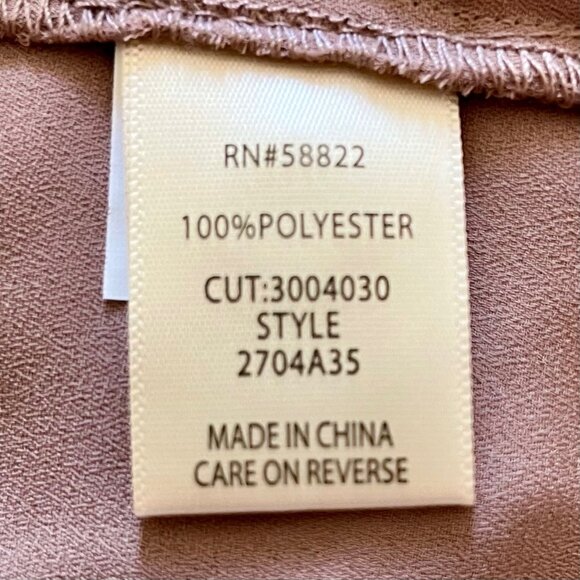 RN#58822
100%POLYESTER
CUT:3004030
STYLE
2704A35
MADE IN CHINA
CARE ON REVERSE